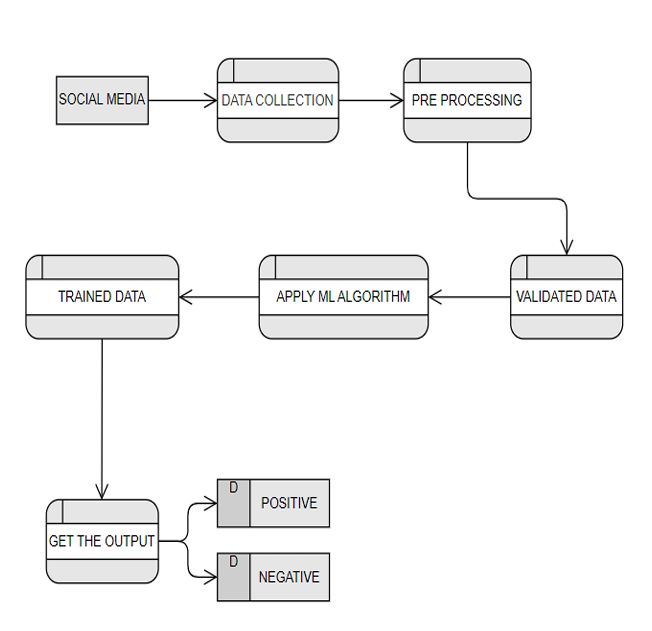 SOCIAL MEDIA
DATA COLLECTION
PRE PROCESSING
TRAINED DATA
APPLY ML ALGORITHM
VALIDATED DATA
D
POSITIVE
GET THE OUTPUT
D
NEGATIVE